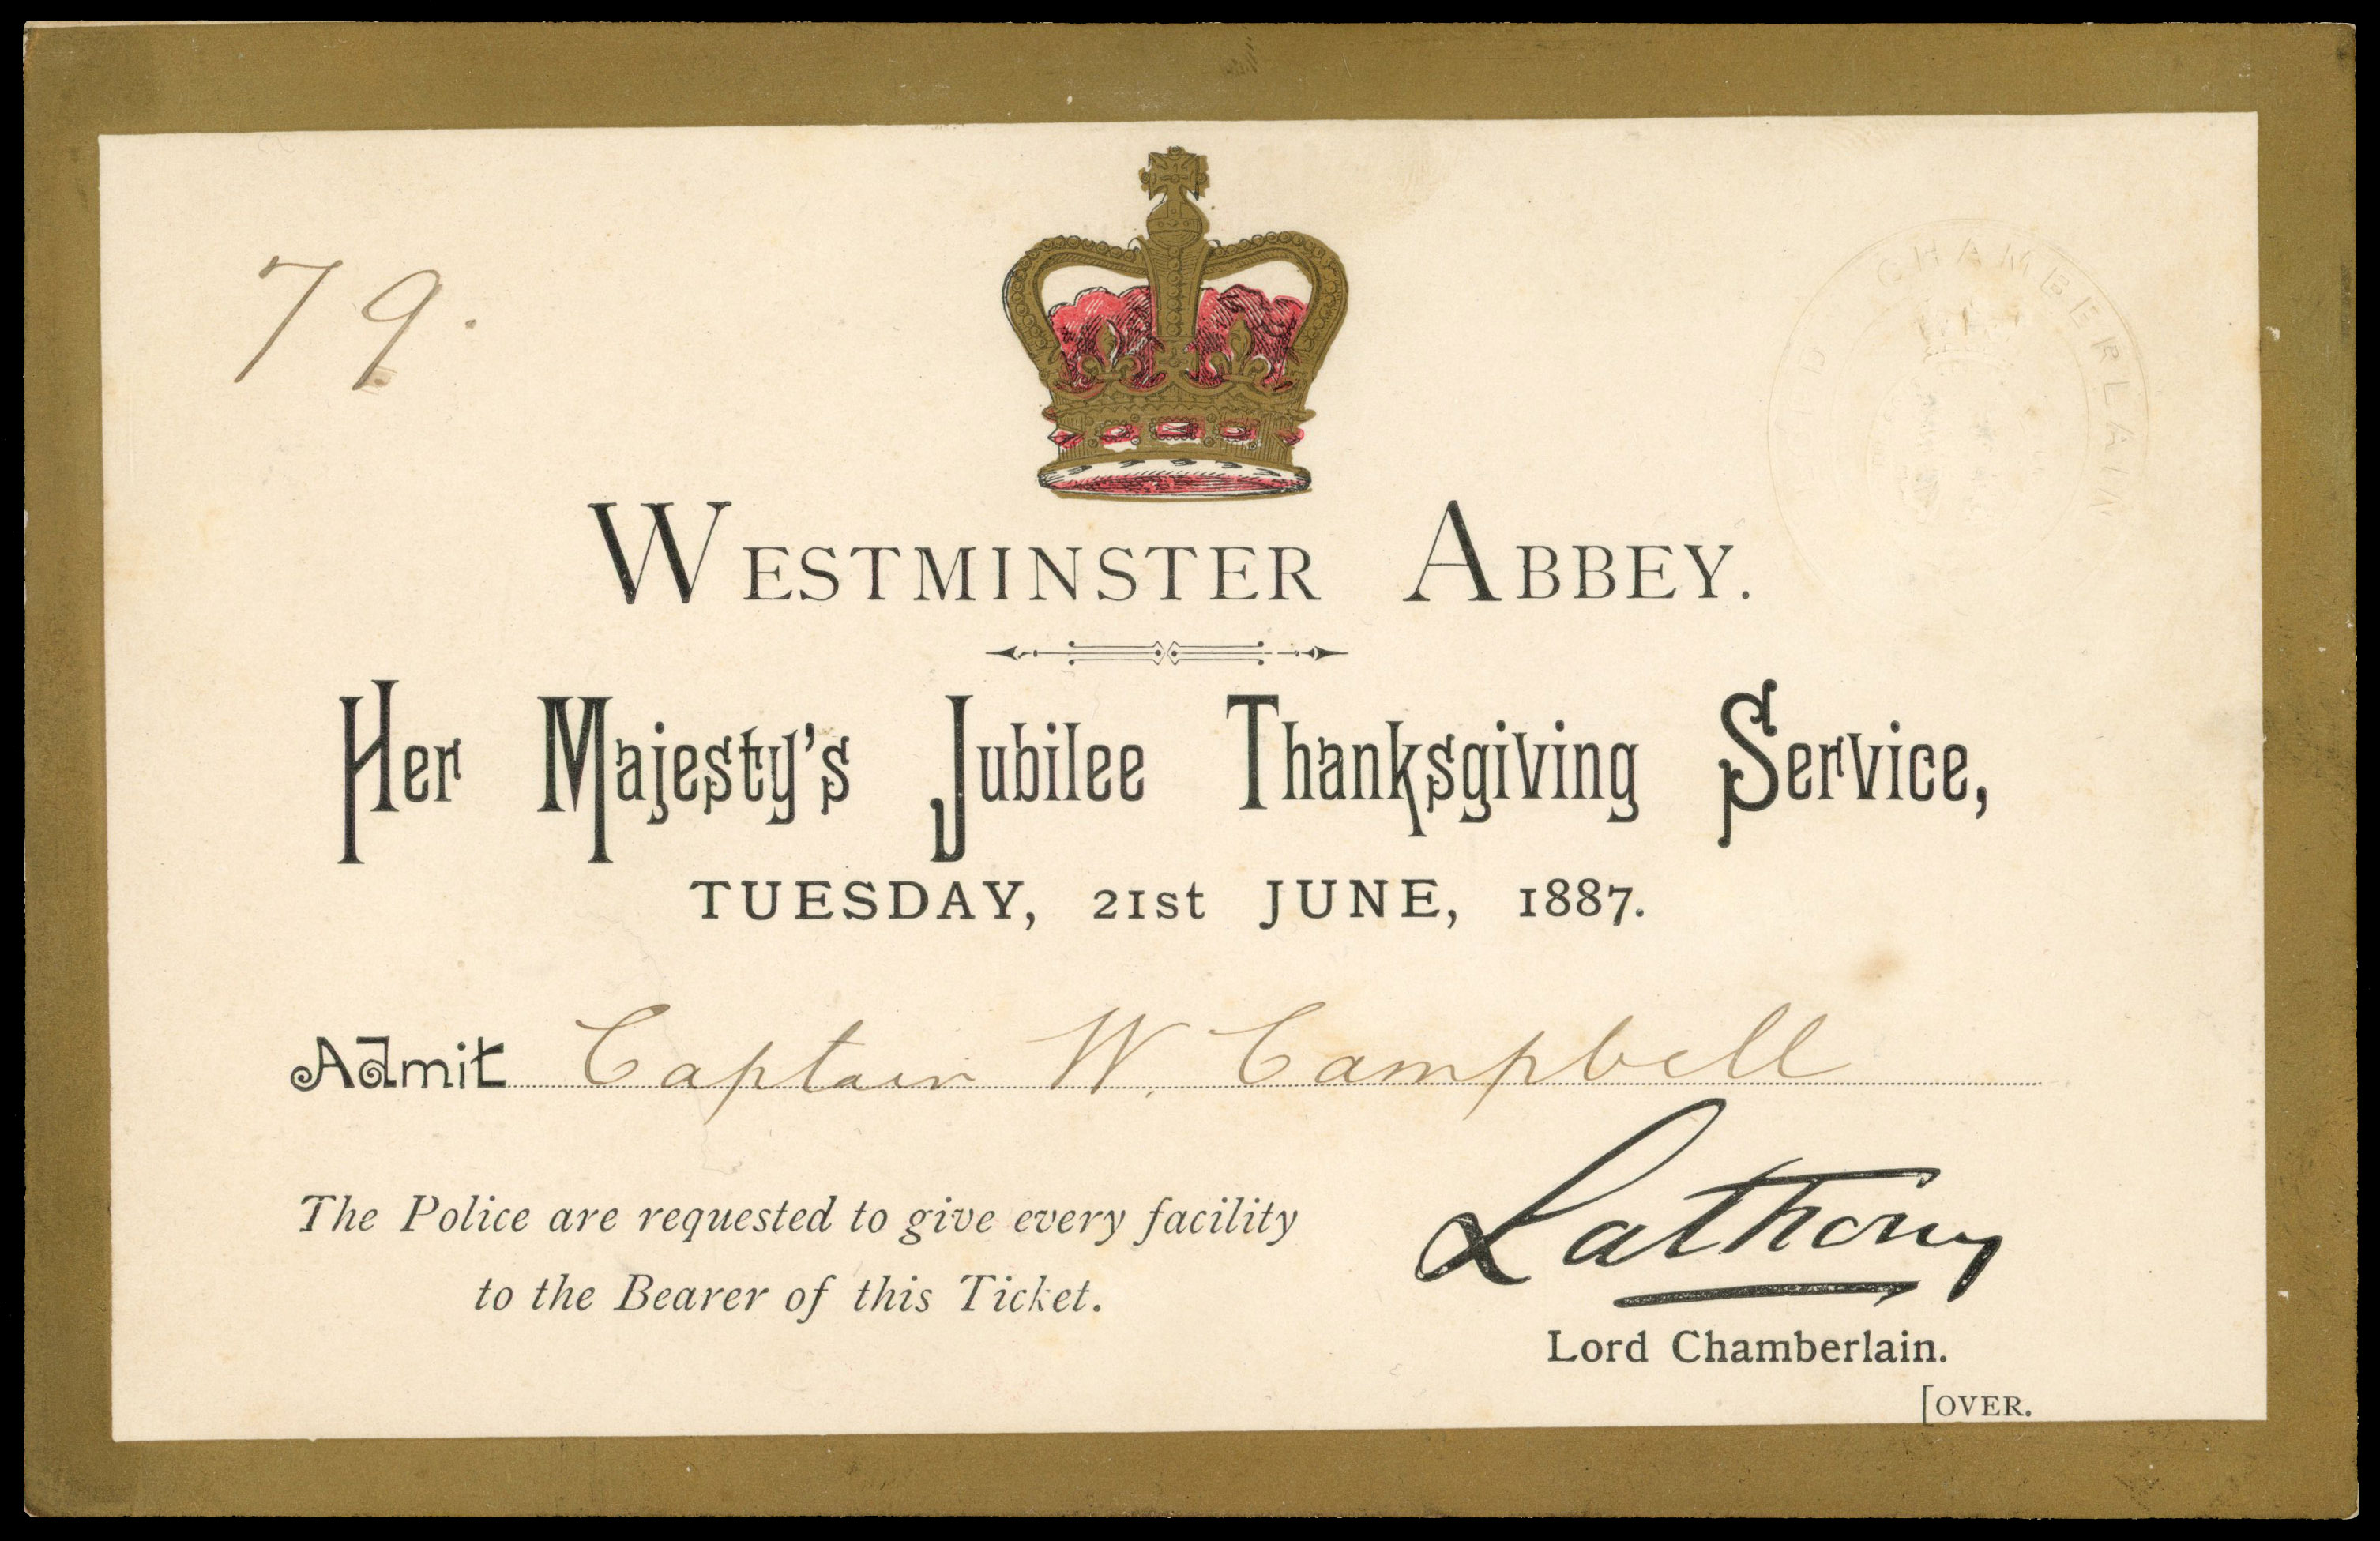 79.
CHAMBERLAIN
WESTMINSTER ABBEY.
Her Majesty's Jubilee Thanksgiving Service,
TUESDAY, 21st JUNE, 1887.
Admit Captain W. Campbell
The Police are requested to give every facility
to the Bearer of this Ticket.
Lathom
Lord Chamberlain.
[OVER.